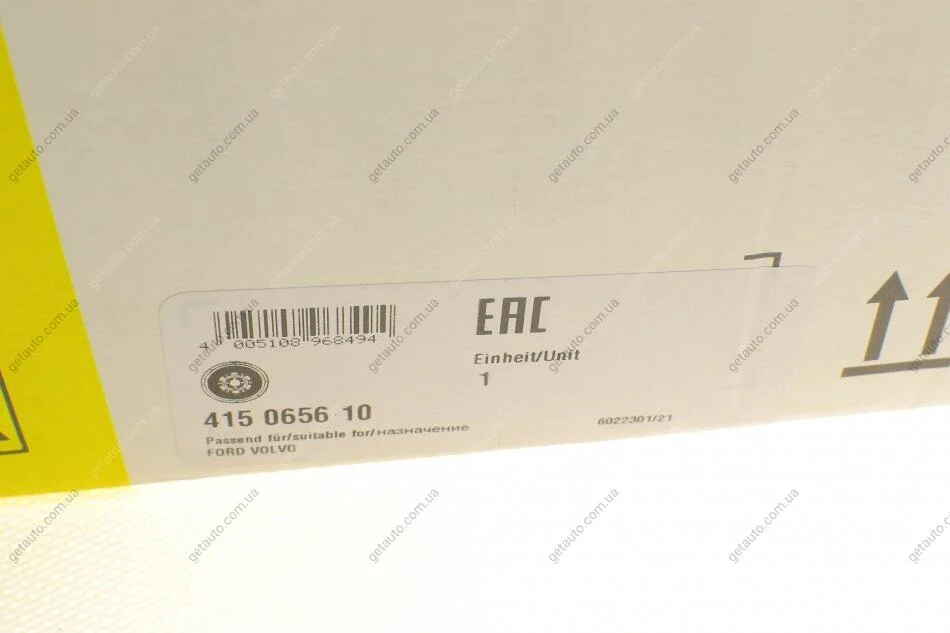 4 005108 968494
EAC
Einheit/Unit
1
415 0656 10
Passend für/suitable for/назначение
FORD VOLVO
6022301/21
getauto.com.ua